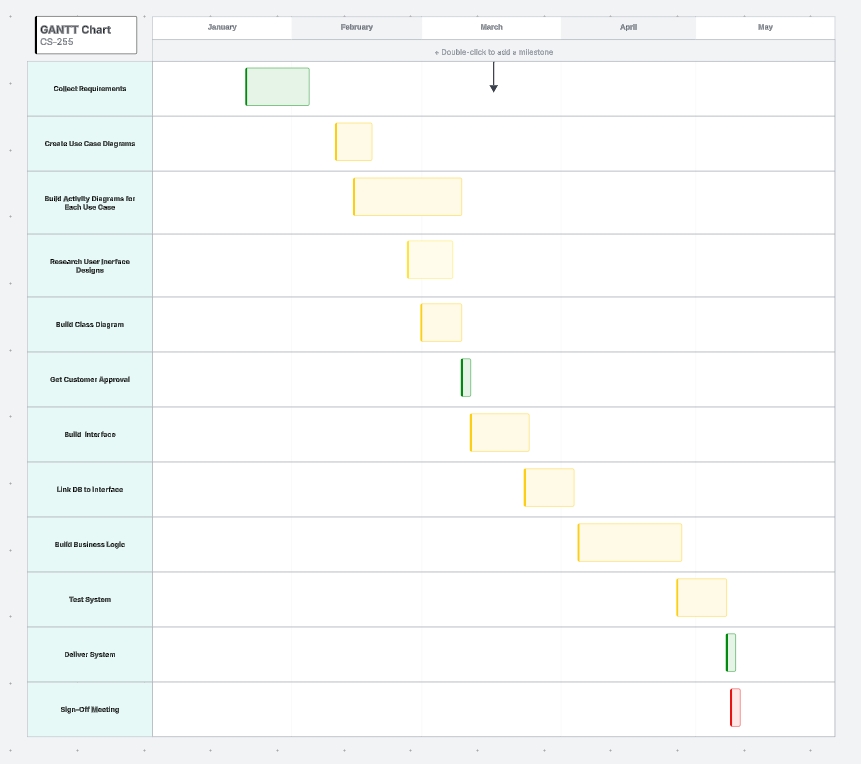 GANTT Chart
CS-255
January
February
March
April
May
+ Double-click to add a milestone
Collect Requirements
Create Use Case Diagrams
Build Activity Diagrams for
Each Use Case
Research User Inerface
Designs
Build Class Diagram
Get Customer Approval
Build Interface
Link DB to Interface
Build Business Logic
Test System
Deliver System
Sign-Off Meeting